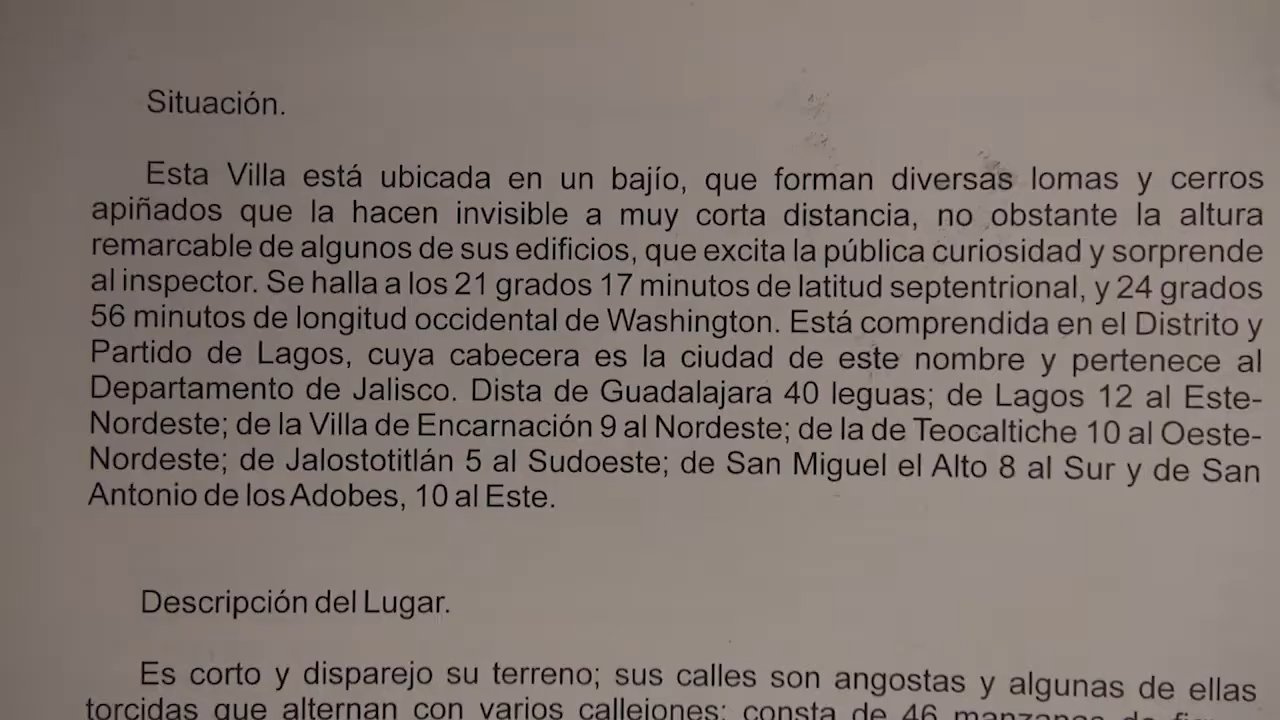 Situación.
Esta Villa está ubicada en un bajío, que forman diversas lomas y cerros
apiñados que la hacen invisible a muy corta distancia, no obstante la altura
remarcable de algunos de sus edificios, que excita la pública curiosidad y sorprende
al inspector. Se halla a los 21 grados 17 minutos de latitud septentrional, y 24 grados
56 minutos de longitud occidental de Washington. Está comprendida en el Distrito y
Partido de Lagos, cuya cabecera es la ciudad de este nombre y pertenece al
Departamento de Jalisco. Dista de Guadalajara 40 leguas; de Lagos 12 al Este-
Nordeste; de la Villa de Encarnación 9 al Nordeste; de la de Teocaltiche 10 al Oeste-
Nordeste; de Jalostotitlán 5 al Sudoeste; de San Miguel el Alto 8 al Sur y de San
Antonio de los Adobes, 10 al Este.
Descripción del Lugar.
Es corto y disparejo su terreno; sus calles son angostas y algunas de ellas
torcidas que alternan con varios callejones; consta de 46 manzanas de